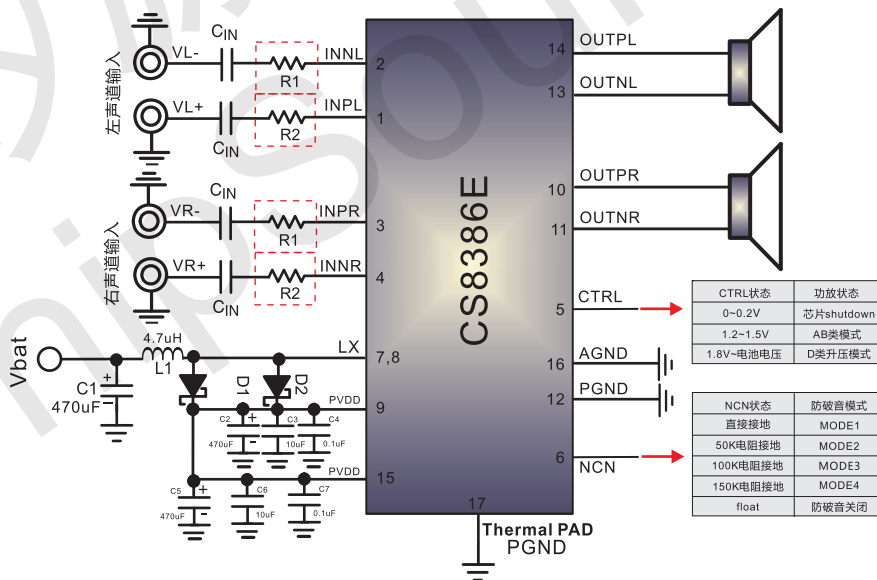 左声道输入
VL-
C_IN
R1
INNL
2
VL+
C_IN
R2
INPL
1
右声道输入
VR-
C_IN
R1
INPR
3
VR+
C_IN
R2
INNR
4
Vbat
4.7uH
L1
LX
7,8
C1
+
-
470uF
D1
D2
PVDD
9
C2
+
-
470uF
C3
10uF
C4
0.1uF
PVDD
15
C5
+
-
470uF
C6
10uF
C7
0.1uF
CS8386E
17
Thermal PAD
PGND
14
OUTPL
13
OUTNL
10
OUTPR
11
OUTNR
5
CTRL
16
AGND
12
PGND
6
NCN
CTRL状态 功放状态
0~0.2V 芯片shutdown
1.2~1.5V AB类模式
1.8V~电池电压 D类升压模式
NCN状态 防破音模式
直接接地 MODE1
50K电阻接地 MODE2
100K电阻接地 MODE3
150K电阻接地 MODE4
float 防破音关闭